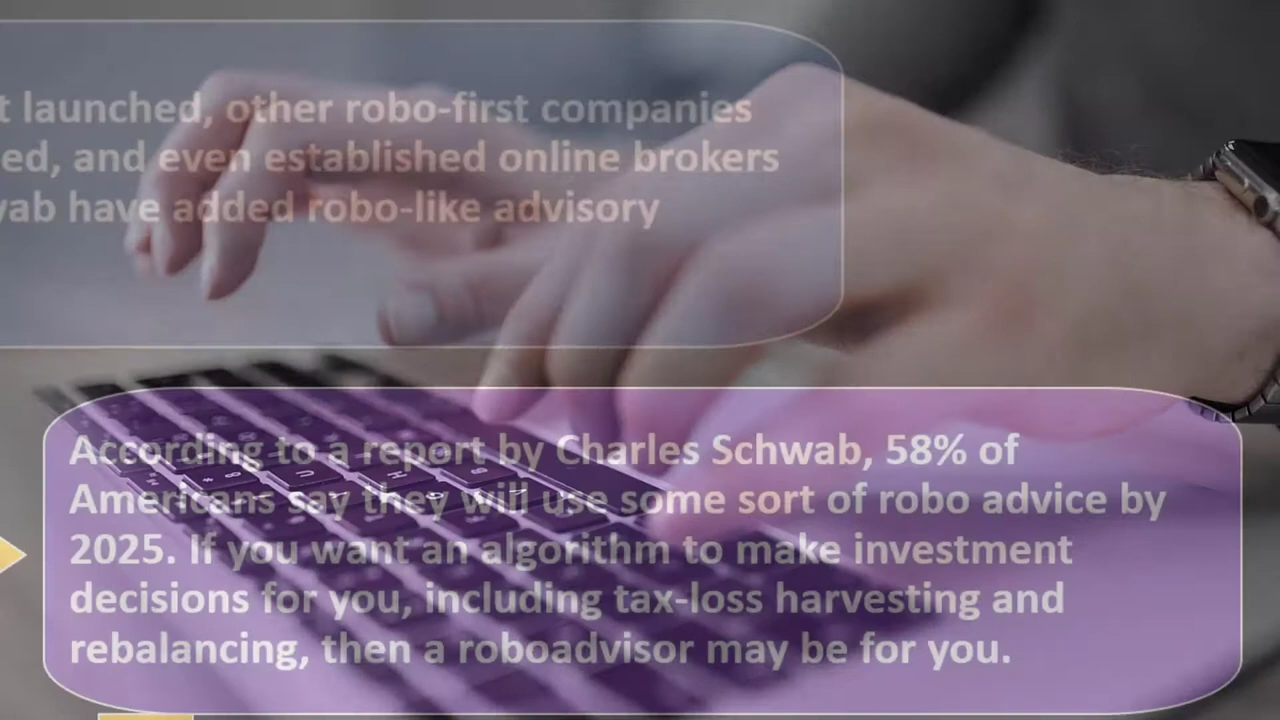 launched, other robo-first companies
and even established online brokers
have added robo-like advisory
According to a report by Charles Schwab, 58% of
Americans say they will use some sort of robo advice by
2025. If you want an algorithm to make investment
decisions for you, including tax-loss harvesting and
rebalancing, then a roboadvisor may be for you.